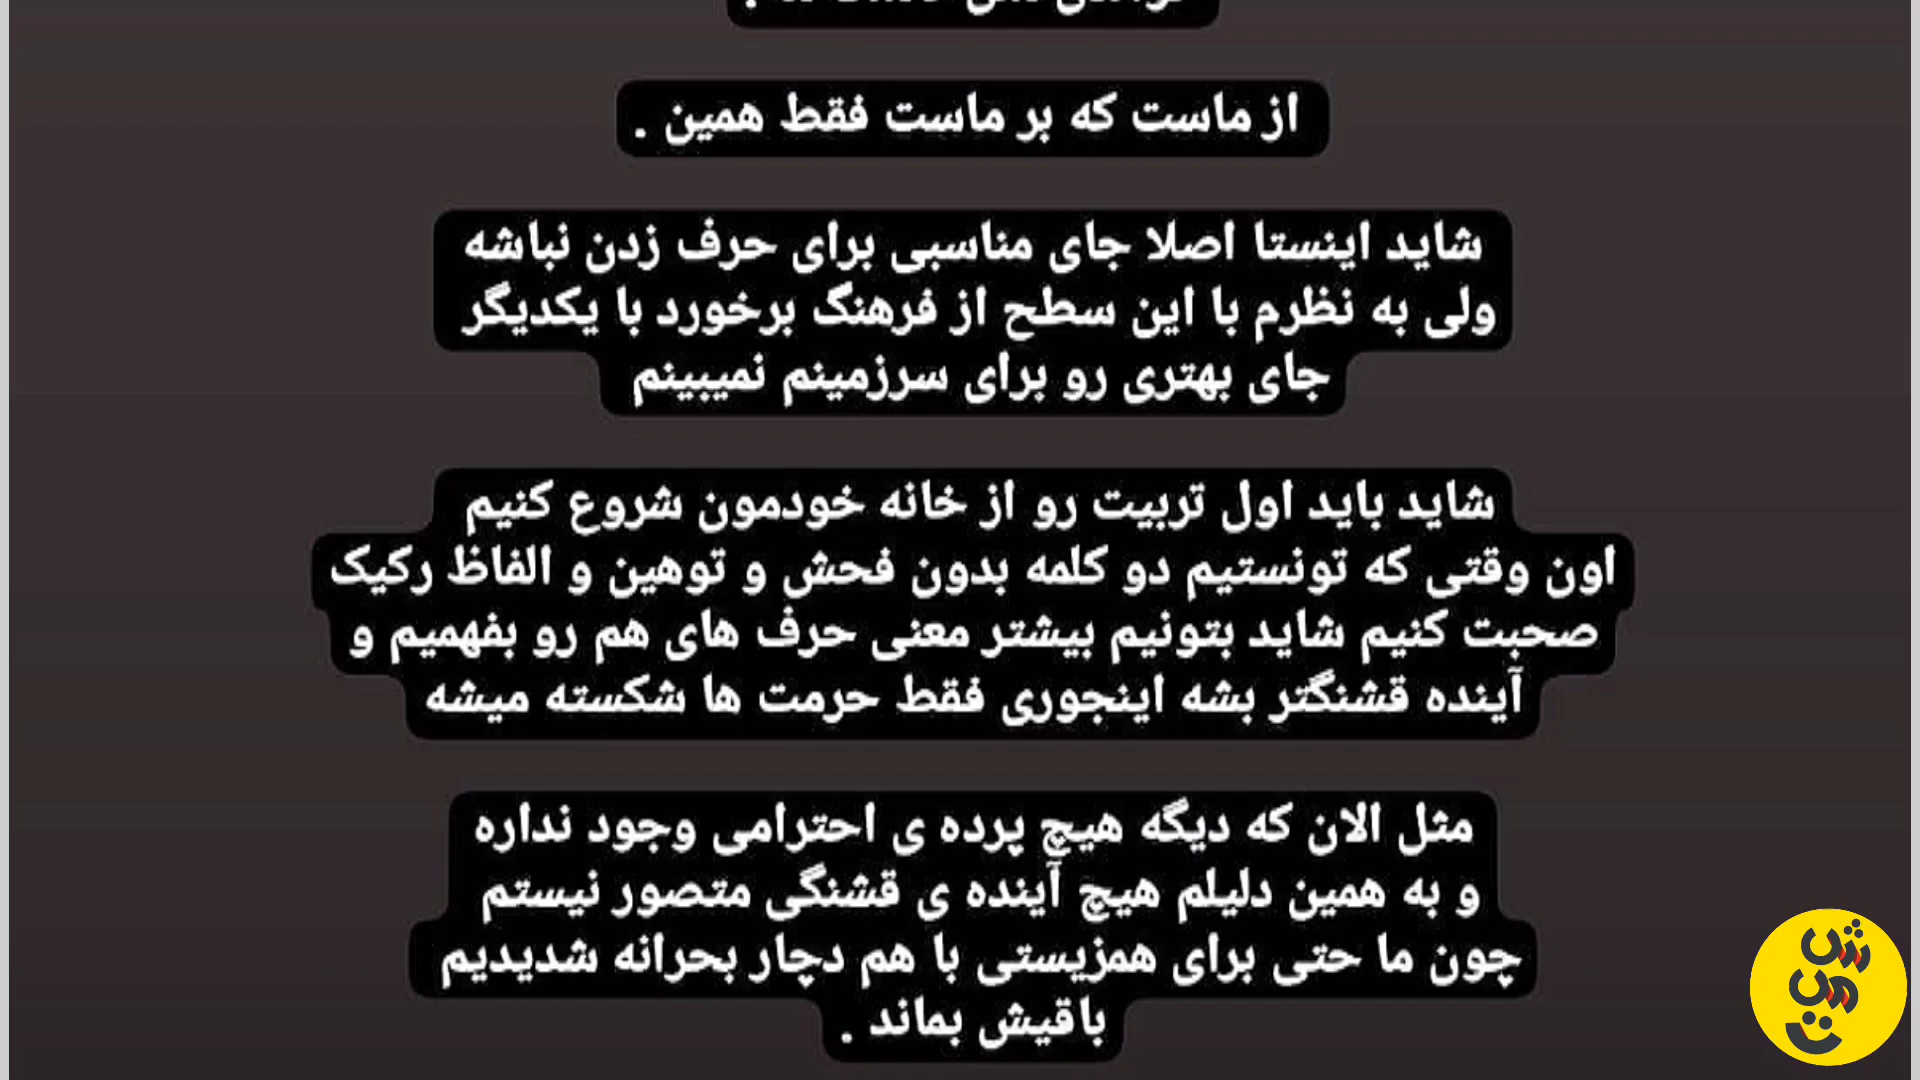 از ماست که بر ماست فقط همین .
شاید اینستا اصلا جای مناسبی برای حرف زدن نباشه
ولی به نظرم با این سطح از فرهنگ برخورد با یکدیگر
جای بهتری رو برای سرزمینم نمیبینم
شاید باید اول تربیت رو از خانه خودمون شروع کنیم
اون وقتی که تونستیم دو کلمه بدون فحش و توهین و الفاظ رکیک
صحبت کنیم شاید بتونیم بیشتر معنی حرف های هم رو بفهمیم و
آینده قشنگتر بشه اینجوری فقط حرمت ها شکسته میشه
مثل الان که دیگه هیچ پرده ی احترامی وجود نداره
و به همین دلیلم هیچ آینده ی قشنگی متصور نیستم
چون ما حتی برای همزیستی با هم دچار بحرانه شدیدیم
باقیش بماند .